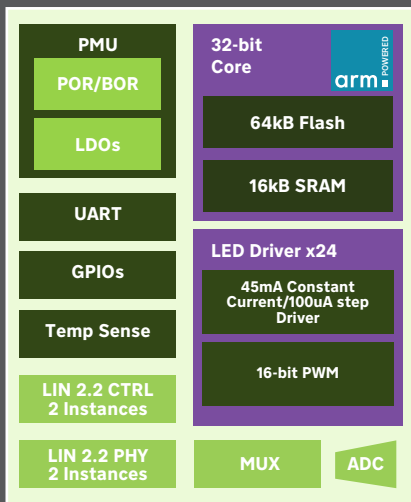 PMU
POR/BOR
LDOs
UART
GPIOs
Temp Sense
LIN 2.2 CTRL
2 Instances
LIN 2.2 PHY
2 Instances
32-bit
Core
arm
POWERED
64kB Flash
16kB SRAM
LED Driver x24
45mA Constant
Current/100uA step
Driver
16-bit PWM
MUX
ADC